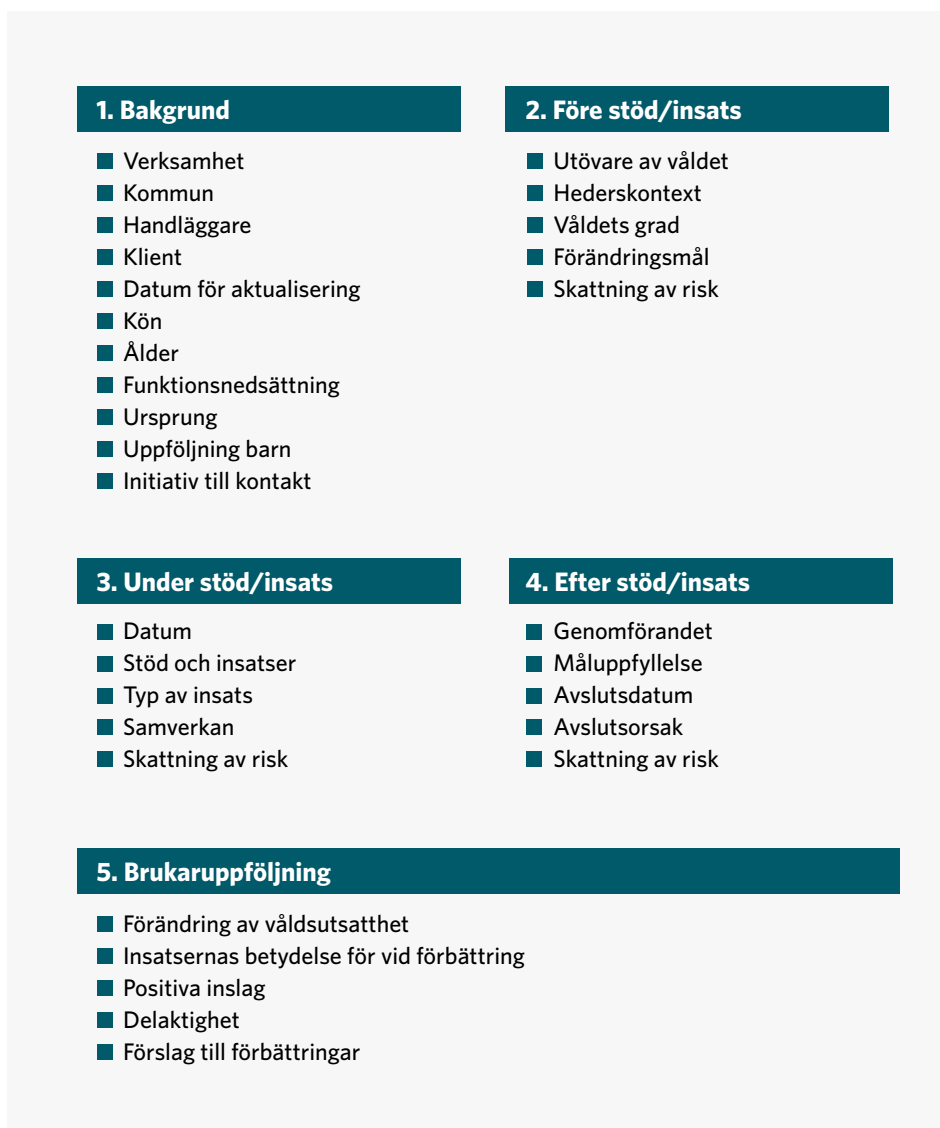 1. Bakgrund
Verksamhet
Kommun
Handläggare
Klient
Datum för aktualisering
Kön
Ålder
Funktionsnedsättning
Ursprung
Uppföljning barn
Initiativ till kontakt
2. Före stöd/insats
Utövare av våldet
Hederskontext
Våldets grad
Förändringsmål
Skattning av risk
3. Under stöd/insats
Datum
Stöd och insatser
Typ av insats
Samverkan
Skattning av risk
4. Efter stöd/insats
Genomförandet
Måluppfyllelse
Avslutsdatum
Avslutsorsak
Skattning av risk
5. Brukaruppföljning
Förändring av våldsutsatthet
Insatsernas betydelse för vid förbättring
Positiva inslag
Delaktighet
Förslag till förbättringar